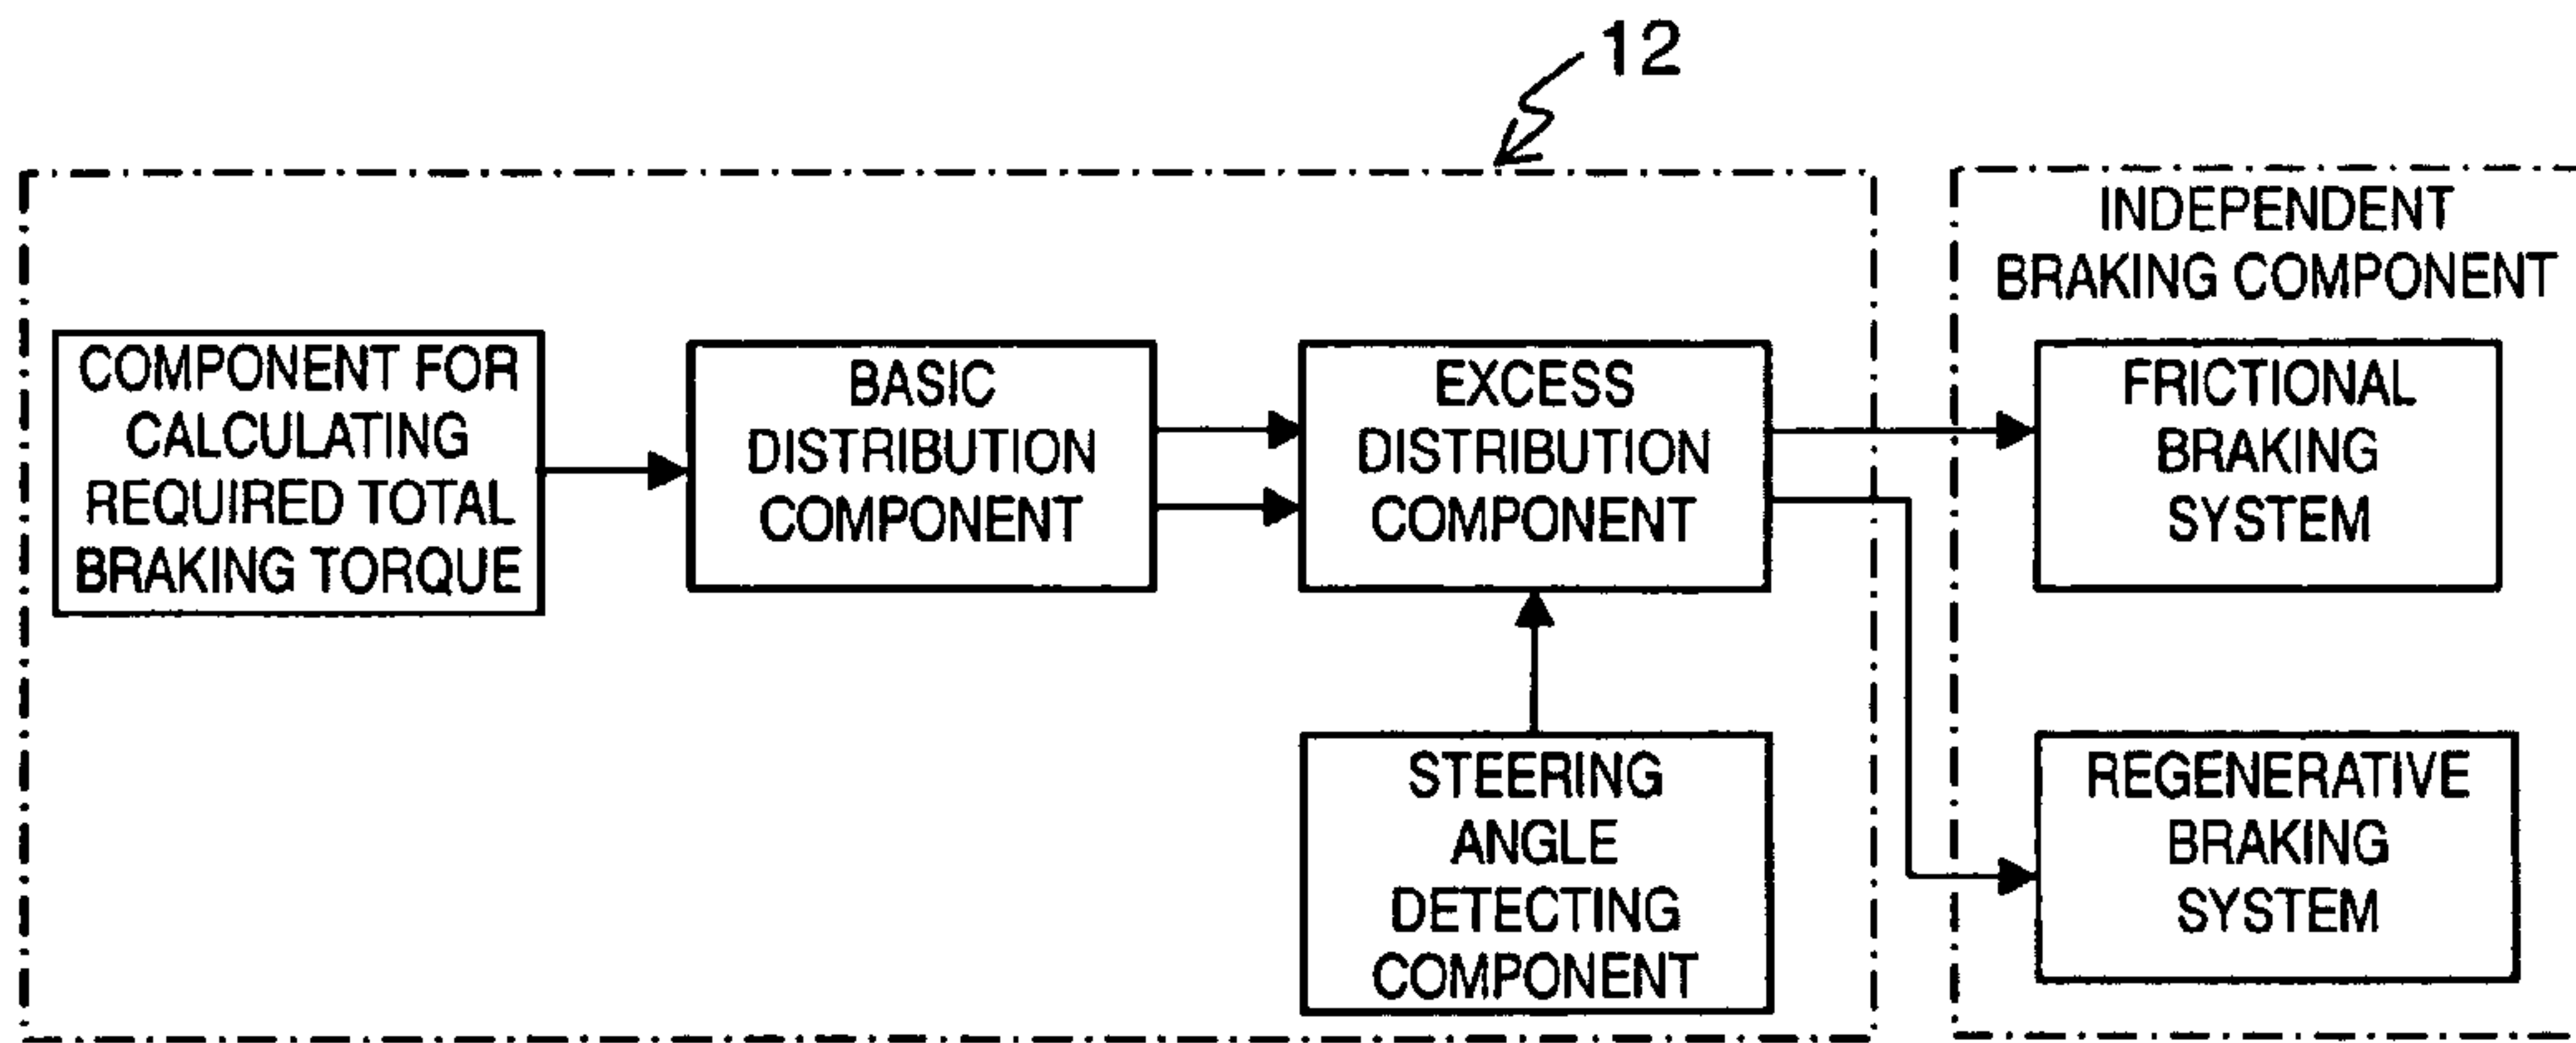 12
INDEPENDENT
BRAKING COMPONENT
COMPONENT FOR
CALCULATING
REQUIRED TOTAL
BRAKING TORQUE
BASIC
DISTRIBUTION
COMPONENT
EXCESS
DISTRIBUTION
COMPONENT
FRICTIONAL
BRAKING
SYSTEM
STEERING
ANGLE
DETECTING
COMPONENT
REGENERATIVE
BRAKING
SYSTEM